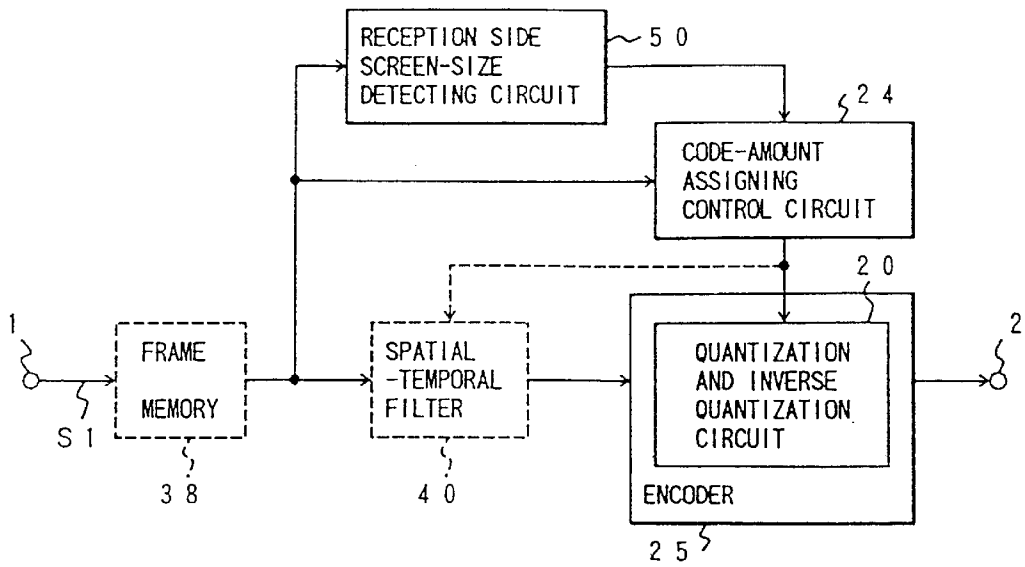 RECEPTION SIDE
SCREEN-SIZE
DETECTING CIRCUIT
50
24
CODE-AMOUNT
ASSIGNING
CONTROL CIRCUIT
20
1
S1
FRAME
MEMORY
38
SPATIAL
-TEMPORAL
FILTER
40
QUANTIZATION
AND INVERSE
QUANTIZATION
CIRCUIT
ENCODER
25
2